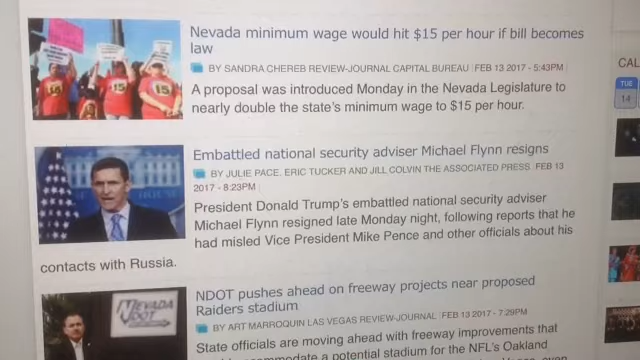 Nevada minimum wage would hit $15 per hour if bill becomes
law
BY SANDRA CHEREB REVIEW-JOURNAL CAPITAL BUREAU | FEB 13 2017 - 5:43PM |
A proposal was introduced Monday in the Nevada Legislature to
nearly double the state's minimum wage to $15 per hour.
15
15
Embattled national security adviser Michael Flynn resigns
BY JULIE PACE. ERIC TUCKER AND JILL COLVIN THE ASSOCIATED PRESS | FEB 13
2017 - 8:23PM |
President Donald Trump's embattled national security adviser
Michael Flynn resigned late Monday night, following reports that he
had misled Vice President Mike Pence and other officials about his
contacts with Russia.
NDOT pushes ahead on freeway projects near proposed
Raiders stadium
BY ART MARROQUIN LAS VEGAS REVIEW-JOURNAL | FEB 13 2017 - 7:29PM |
State officials are moving ahead with freeway improvements that
a potential stadium for the NFL's Oakland
NEVADA
NDOT
CAL
TUE
14